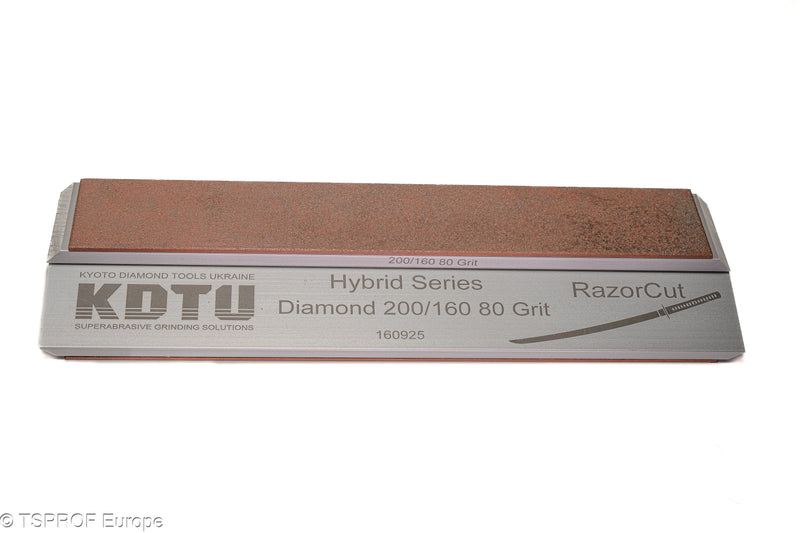 200/160 80 Grit
KYOTO DIAMOND TOOLS UKRAINE
KDTU
SUPERABRASIVE GRINDING SOLUTIONS
Hybrid Series
Diamond 200/160 80 Grit
160925
RazorCut
© TSPROF Europe